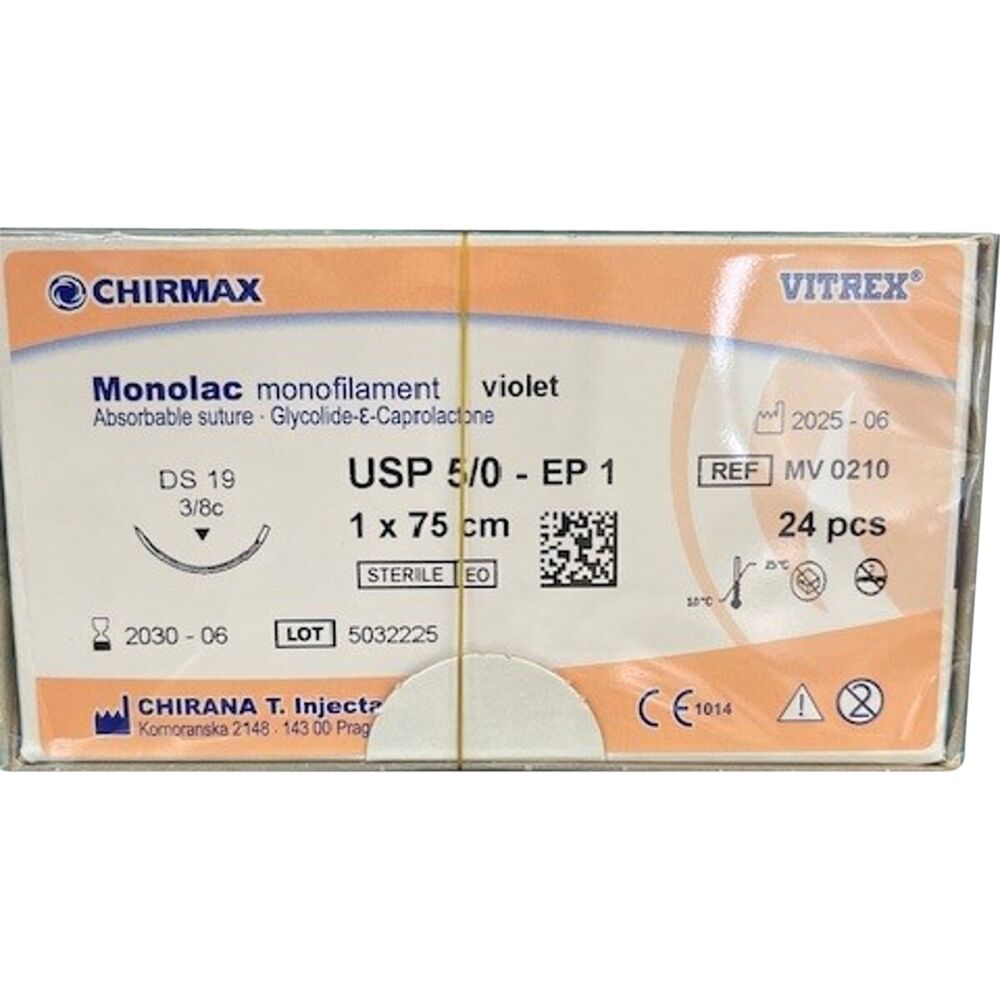 CHIRMAX
VITREX®
Monolac monofilament violet
Absorbable suture · Glycolide-ε-Caprolactone
2025 - 06
DS 19
3/8c
USP 5/0 - EP 1
REF MV 0210
1 x 75 cm
24 pcs
STERILE EO
25°C
10°C
2030 - 06
LOT 5032225
CHIRANA T. Injecta
Komoranska 2148 · 143 00 Prag
CE 1014
2